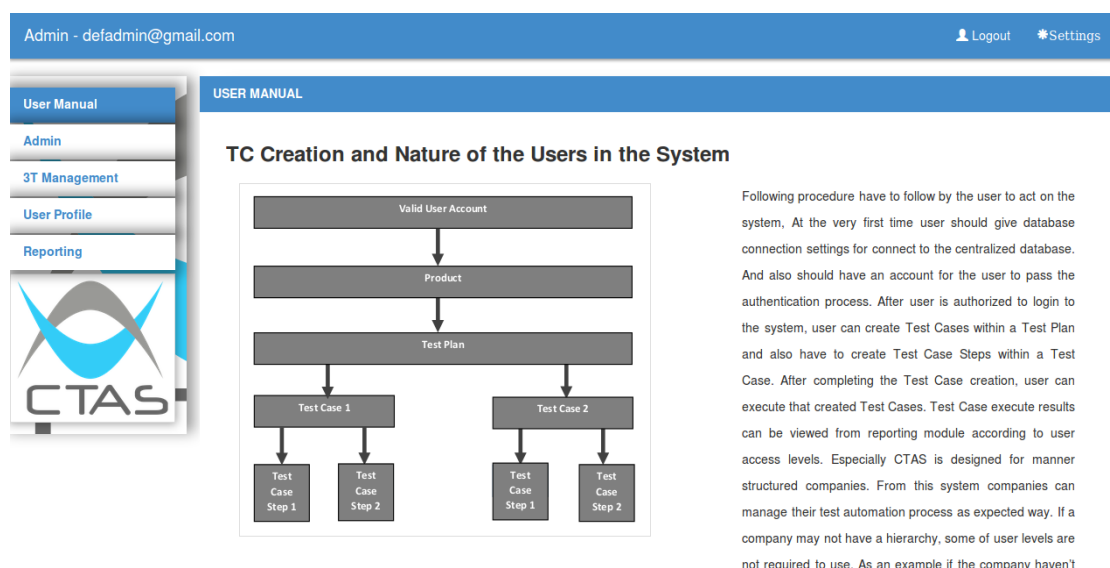 Admin - defadmin@gmail.com
Logout
Settings
User Manual
Admin
3T Management
User Profile
Reporting
CTAS
USER MANUAL
TC Creation and Nature of the Users in the System
Valid User Account
Product
Test Plan
Test Case 1
Test Case 2
Test
Case
Step 1
Test
Case
Step 2
Test
Case
Step 1
Test
Case
Step 2
Following procedure have to follow by the user to act on the
system, At the very first time user should give database
connection settings for connect to the centralized database.
And also should have an account for the user to pass the
authentication process. After user is authorized to login to
the system, user can create Test Cases within a Test Plan
and also have to create Test Case Steps within a Test
Case. After completing the Test Case creation, user can
execute that created Test Cases. Test Case execute results
can be viewed from reporting module according to user
access levels. Especially CTAS is designed for manner
structured companies. From this system companies can
manage their test automation process as expected way. If a
company may not have a hierarchy, some of user levels are
not required to use. As an example if the company haven't